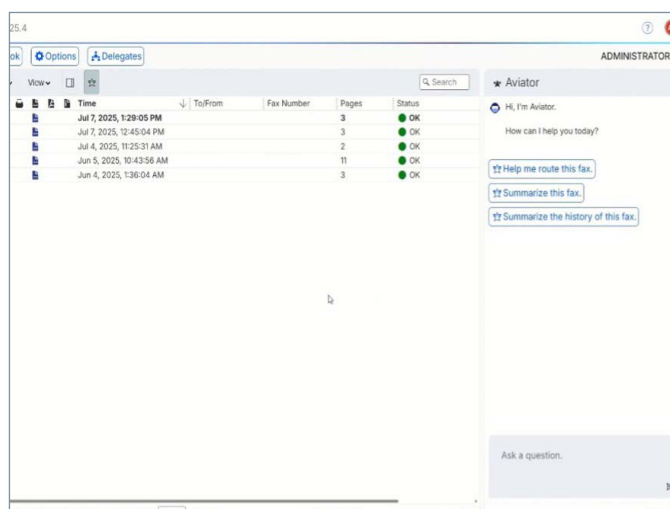 25.4
ok Options Delegates ADMINISTRATOR
View Search Aviator
Time To/From Fax Number Pages Status
Jul 7, 2025, 1:29:05 PM 3 OK
Jul 7, 2025, 12:45:04 PM 3 OK
Jul 4, 2025, 11:25:31 AM 2 OK
Jun 5, 2025, 10:43:56 AM 11 OK
Jun 4, 2025, 1:36:04 AM 3 OK
Hi, I'm Aviator.
How can I help you today?
Help me route this fax.
Summarize this fax.
Summarize the history of this fax.
Ask a question.